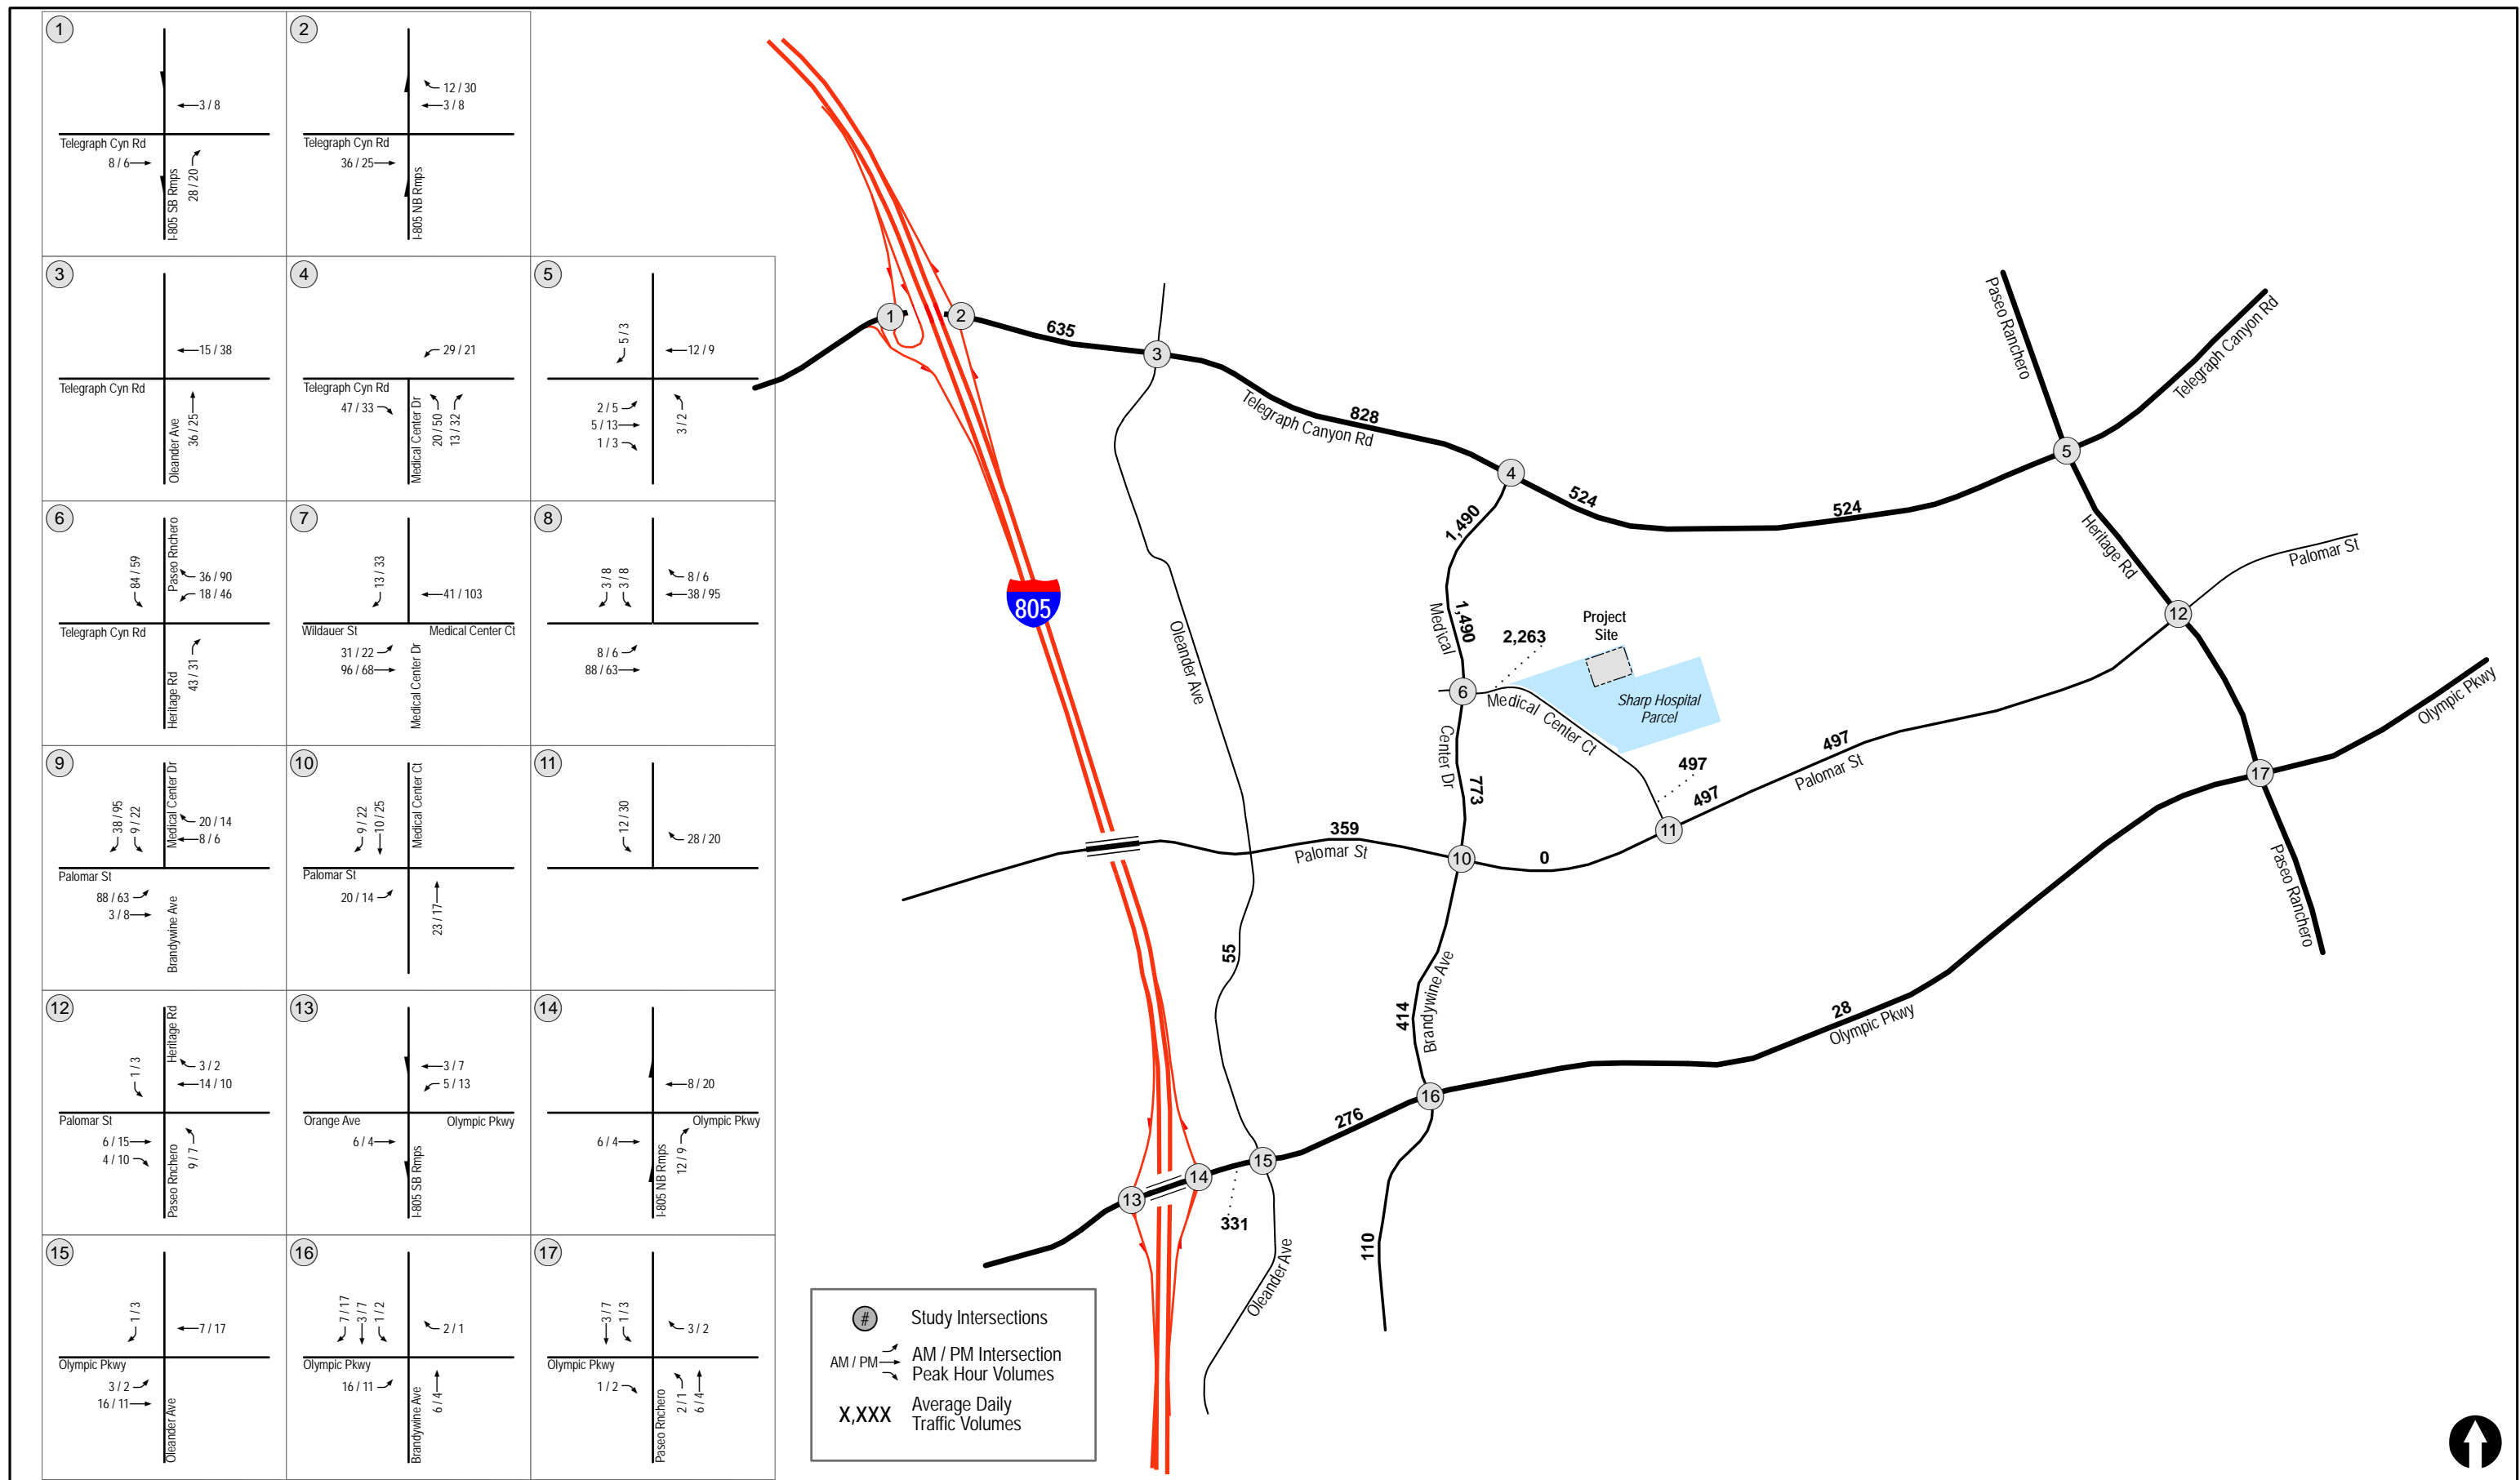 1
3 / 8
Telegraph Cyn Rd
8 / 6
I-805 SB Rmps
28 / 20
2
12 / 30
3 / 8
Telegraph Cyn Rd
36 / 25
I-805 NB Rmps
3
15 / 38
Telegraph Cyn Rd
Oleander Ave
36 / 25
4
29 / 21
Telegraph Cyn Rd
47 / 33
Medical Center Dr
20 / 50
13 / 32
5
5 / 3
12 / 9
2 / 5
5 / 13
1 / 3
3 / 2
6
84 / 59
Paseo Rnchero
36 / 90
18 / 46
Telegraph Cyn Rd
Heritage Rd
43 / 31
7
13 / 33
41 / 103
Wildauer St
Medical Center Ct
31 / 22
96 / 68
Medical Center Dr
8
3 / 8
3 / 8
8 / 6
38 / 95
8 / 6
88 / 63
9
38 / 95
9 / 22
Medical Center Dr
20 / 14
8 / 6
Palomar St
88 / 63
3 / 8
Brandywine Ave
10
9 / 22
10 / 25
Medical Center Ct
Palomar St
20 / 14
23 / 17
11
12 / 30
28 / 20
12
1 / 3
Heritage Rd
3 / 2
14 / 10
Palomar St
6 / 15
4 / 10
Paseo Rnchero
9 / 7
13
3 / 7
5 / 13
Orange Ave
Olympic Pkwy
6 / 4
I-805 SB Rmps
14
8 / 20
Olympic Pkwy
6 / 4
I-805 NB Rmps
12 / 9
15
1 / 3
7 / 17
Olympic Pkwy
3 / 2
16 / 11
Oleander Ave
16
7 / 17
3 / 7
1 / 2
2 / 1
Olympic Pkwy
16 / 11
Brandywine Ave
6 / 4
17
3 / 7
1 / 3
3 / 2
Olympic Pkwy
1 / 2
Paseo Rnchero
2 / 1
6 / 4
1
2
635
3
Telegraph Canyon Rd
828
4
524
524
5
Paseo Ranchero
Telegraph Canyon Rd
Heritage Rd
Palomar St
12
1,490
1,490
Medical
Center Dr
2,263
Project
Site
Sharp Hospital
Parcel
6
Medical Center Ct
805
Oleander Ave
773
497
497
497
Palomar St
11
Olympic Pkwy
17
Paseo Ranchero
359
Palomar St
10
0
55
414
Brandywine Ave
28
Olympic Pkwy
16
276
15
14
13
331
Oleander Ave
110
#
Study Intersections
AM / PM
AM / PM Intersection
Peak Hour Volumes
X,XXX
Average Daily
Traffic Volumes